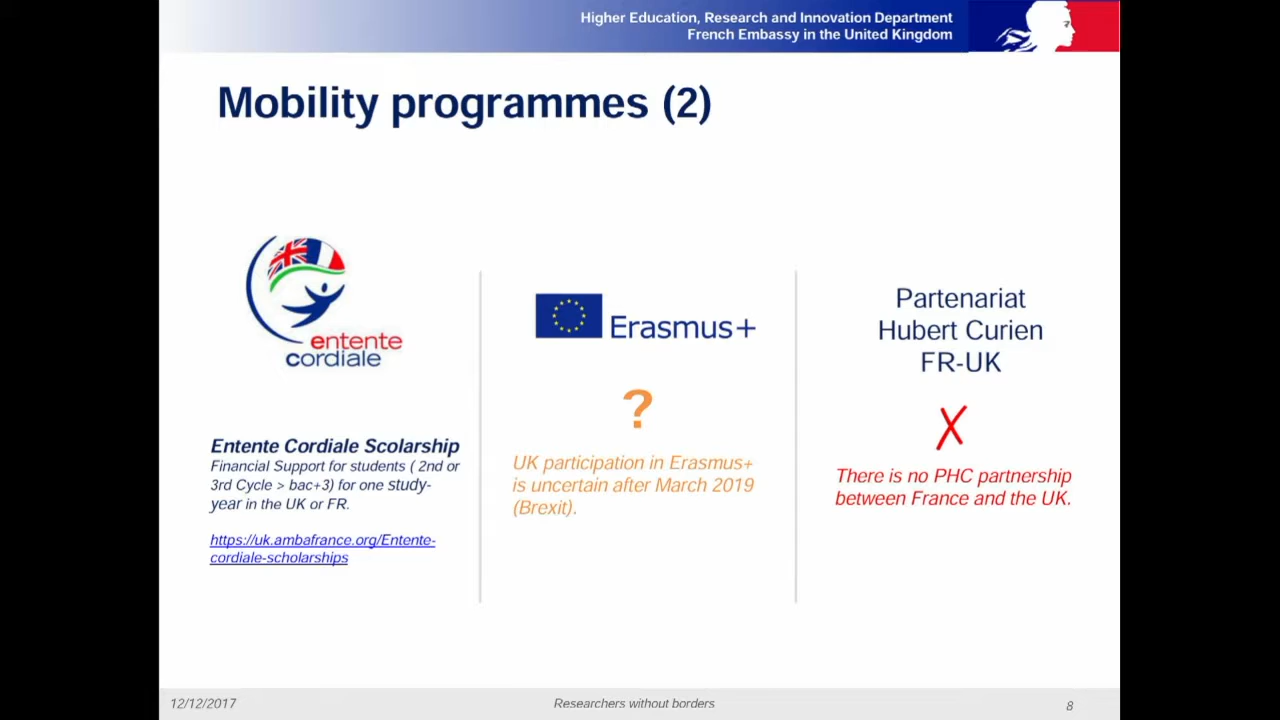 Higher Education, Research and Innovation Department
French Embassy in the United Kingdom
Mobility programmes (2)
entente
cordiale
Entente Cordiale Scolarship
Financial Support for students ( 2nd or
3rd Cycle > bac+3) for one study-
year in the UK or FR.
https://uk.ambafrance.org/Entente-
cordiale-scholarships
Erasmus+
?
UK participation in Erasmus+
is uncertain after March 2019
(Brexit).
Partenariat
Hubert Curien
FR-UK
X
There is no PHC partnership
between France and the UK.
12/12/2017
Researchers without borders
8